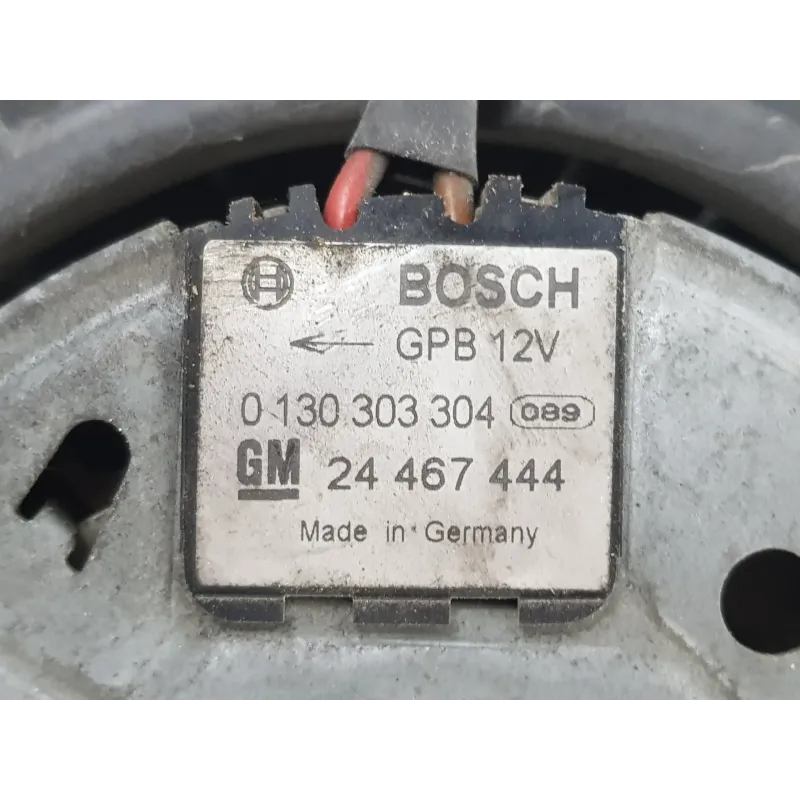 BOSCH
← GPB 12V
0 130 303 304 089
GM 24 467 444
Made in Germany